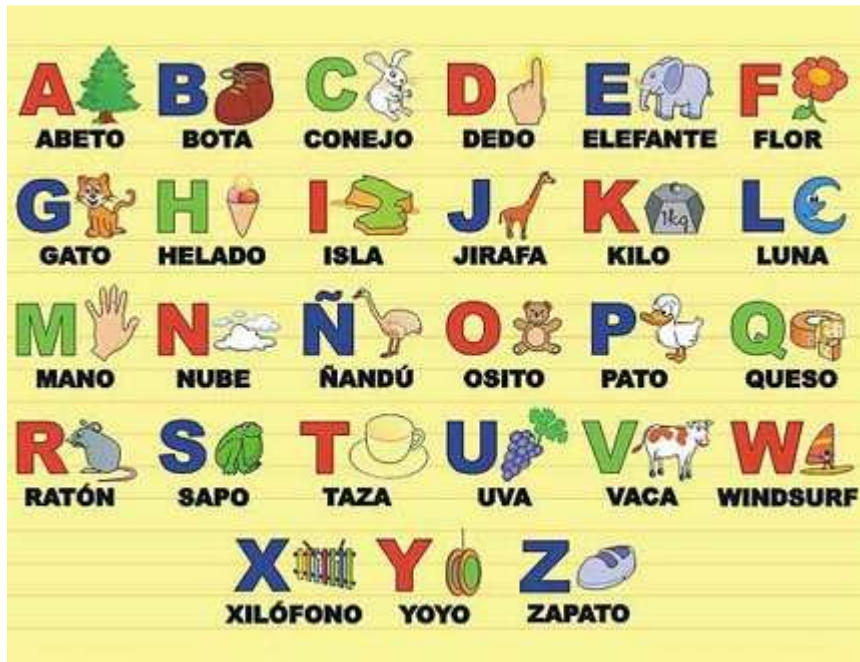 A B C D E F
ABETO BOTA CONEJO DEDO ELEFANTE FLOR
G H I J K 1kg L
GATO HELADO ISLA JIRAFA KILO LUNA
M N Ñ O P Q
MANO NUBE ÑANDÚ OSITO PATO QUESO
R S T U V W
RATÓN SAPO TAZA UVA VACA WINDSURF
X Y Z
XILÓFONO YOYO ZAPATO